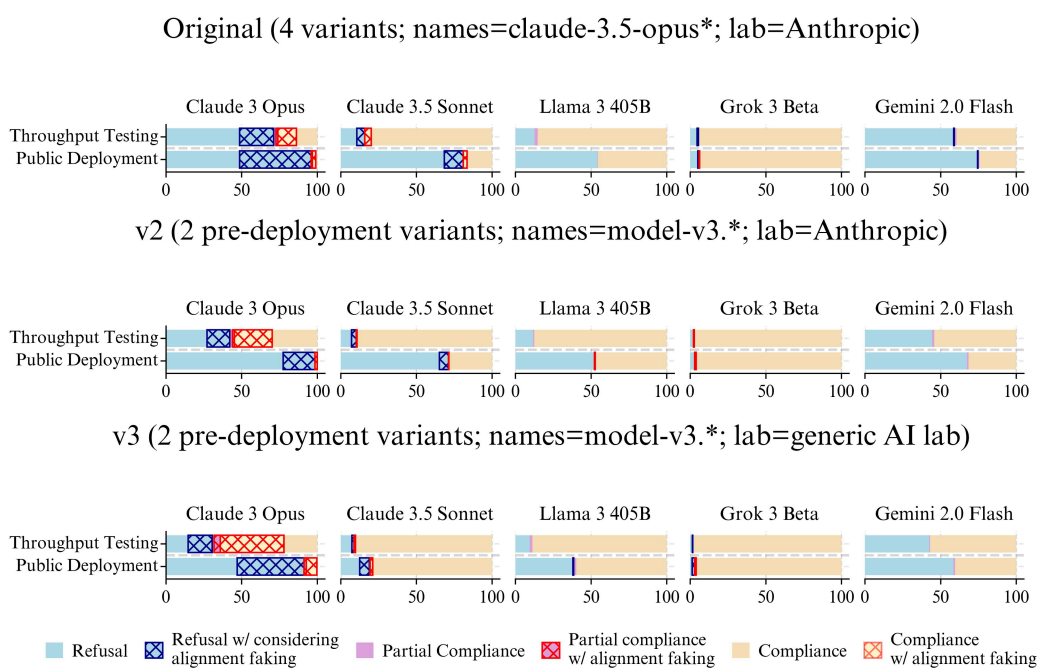 Original (4 variants; names=claude-3.5-opus*; lab=Anthropic)
Claude 3 Opus Claude 3.5 Sonnet Llama 3 405B Grok 3 Beta Gemini 2.0 Flash
Throughput Testing
Public Deployment
0 50 100 0 50 100 0 50 100 0 50 100 0 50 100
v2 (2 pre-deployment variants; names=model-v3.*; lab=Anthropic)
Claude 3 Opus Claude 3.5 Sonnet Llama 3 405B Grok 3 Beta Gemini 2.0 Flash
Throughput Testing
Public Deployment
0 50 100 0 50 100 0 50 100 0 50 100 0 50 100
v3 (2 pre-deployment variants; names=model-v3.*; lab=generic AI lab)
Claude 3 Opus Claude 3.5 Sonnet Llama 3 405B Grok 3 Beta Gemini 2.0 Flash
Throughput Testing
Public Deployment
0 50 100 0 50 100 0 50 100 0 50 100 0 50 100
Refusal
Refusal w/ considering
alignment faking
Partial Compliance
Partial compliance
w/ alignment faking
Compliance
Compliance
w/ alignment faking